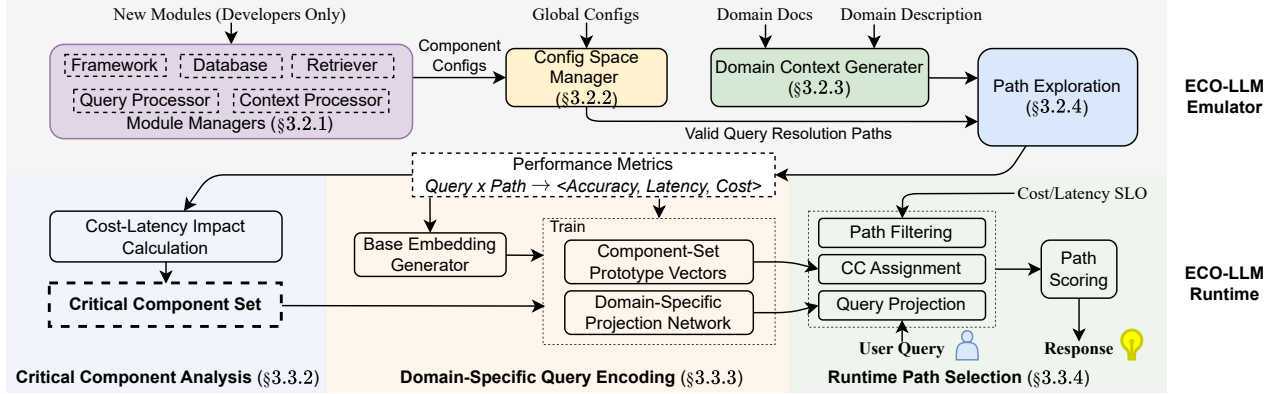 New Modules (Developers Only)
Global Configs
Domain Docs
Domain Description
Framework
Database
Retriever
Query Processor
Context Processor
Module Managers (§3.2.1)
Component
Configs
Config Space
Manager
(§3.2.2)
Domain Context Generater
(§3.2.3)
Path Exploration
(§3.2.4)
Valid Query Resolution Paths
ECO-LLM
Emulator
Performance Metrics
Query x Path → <Accuracy, Latency, Cost>
Cost-Latency Impact
Calculation
Critical Component Set
Critical Component Analysis (§3.3.2)
Base Embedding
Generator
Train
Component-Set
Prototype Vectors
Domain-Specific
Projection Network
Domain-Specific Query Encoding (§3.3.3)
Cost/Latency SLO
Path Filtering
CC Assignment
Query Projection
Path
Scoring
User Query
Response
Runtime Path Selection (§3.3.4)
ECO-LLM
Runtime